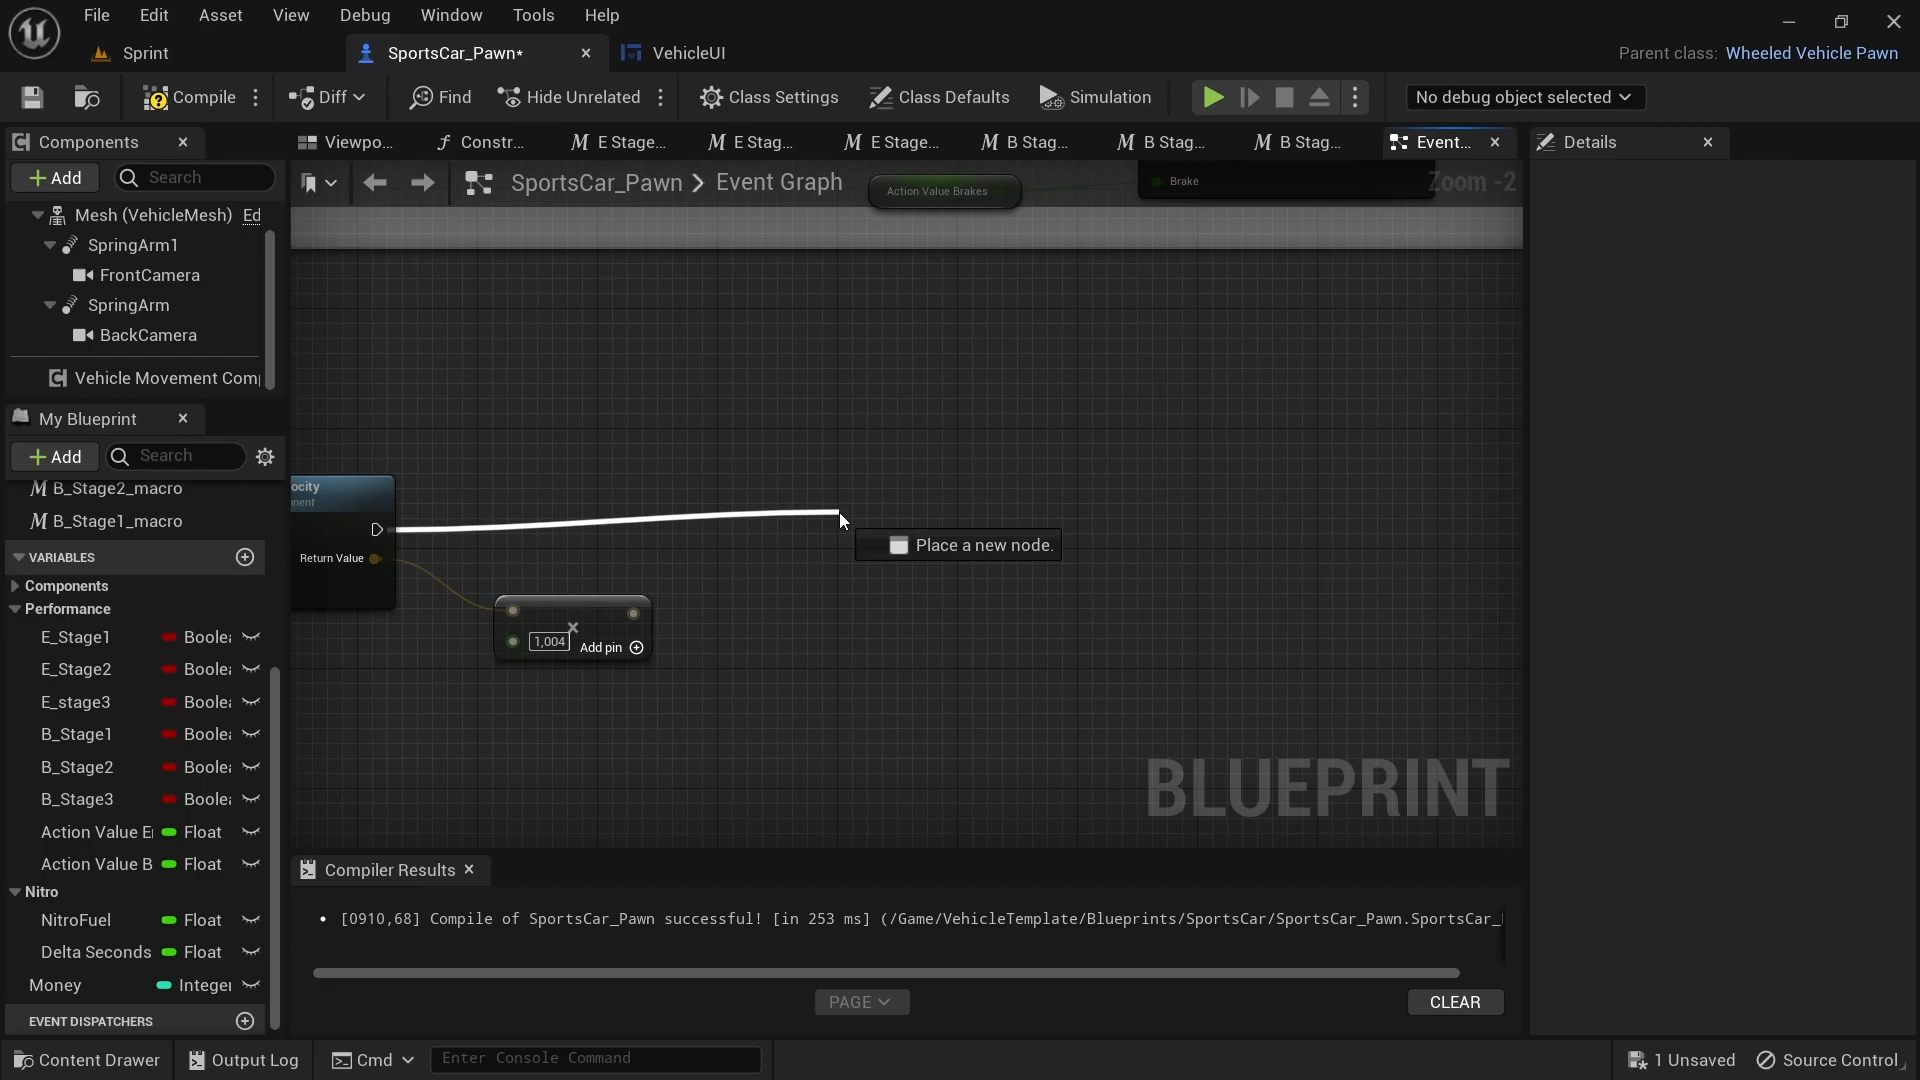 File Edit Asset View Debug Window Tools Help
Sprint SportsCar_Pawn* VehicleUI Parent class: Wheeled Vehicle Pawn
Compile Diff Find Hide Unrelated Class Settings Class Defaults Simulation No debug object selected
Components Viewpo... Constr... E Stage... E Stag... E Stage... B Stag... B Stag... B Stag... Event... Details
Add Search SportsCar_Pawn Event Graph Action Value Brakes Brake Zoom -2
Mesh (VehicleMesh) Ed
SpringArm1
FrontCamera
SpringArm
BackCamera
Vehicle Movement Com
My Blueprint
Add Search
B_Stage2_macro
B_Stage1_macro
ocity
nent
Return Value
Place a new node.
1,004
Add pin
BLUEPRINT
VARIABLES
Components
Performance
E_Stage1 Boole
E_Stage2 Boole
E_stage3 Boole
B_Stage1 Boole
B_Stage2 Boole
B_Stage3 Boole
Action Value E Float
Action Value B Float
Nitro
NitroFuel Float
Delta Seconds Float
Money Intege
EVENT DISPATCHERS
Compiler Results
• [0910,68] Compile of SportsCar_Pawn successful! [in 253 ms] (/Game/VehicleTemplate/Blueprints/SportsCar/SportsCar_Pawn.SportsCar_
PAGE CLEAR
Content Drawer Output Log Cmd Enter Console Command 1 Unsaved Source Control